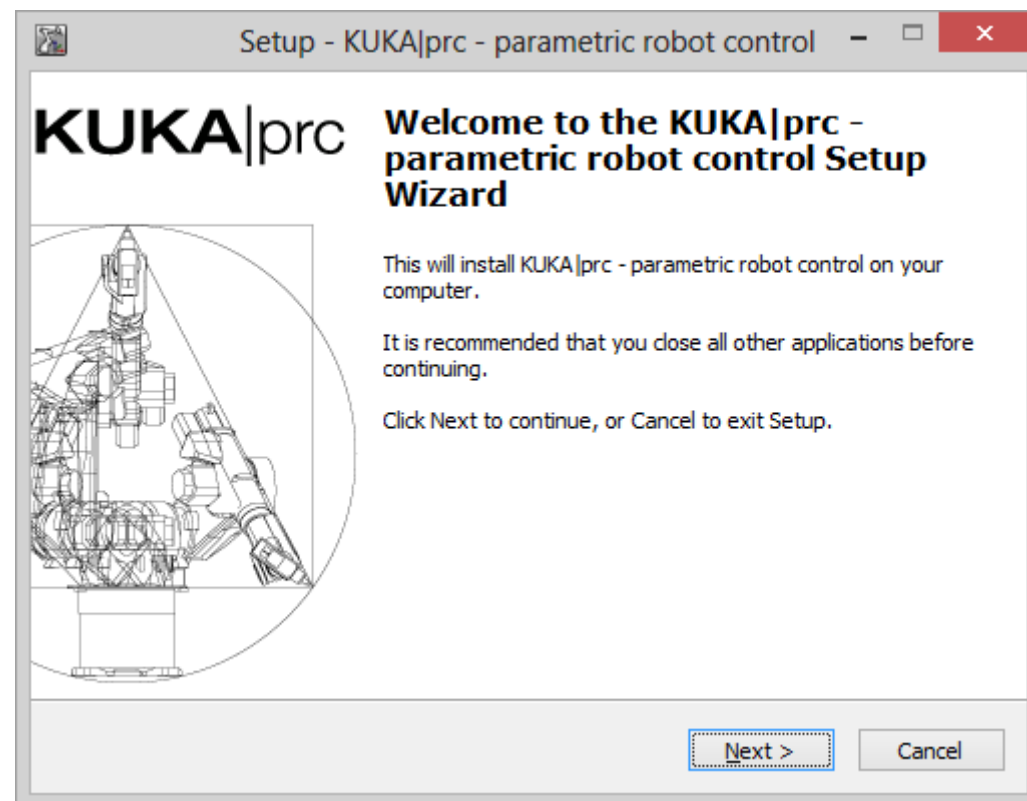 Setup - KUKA|prc - parametric robot control
KUKA|prc
Welcome to the KUKA|prc -
parametric robot control Setup
Wizard
This will install KUKA|prc - parametric robot control on your
computer.
It is recommended that you close all other applications before
continuing.
Click Next to continue, or Cancel to exit Setup.
Next >
Cancel